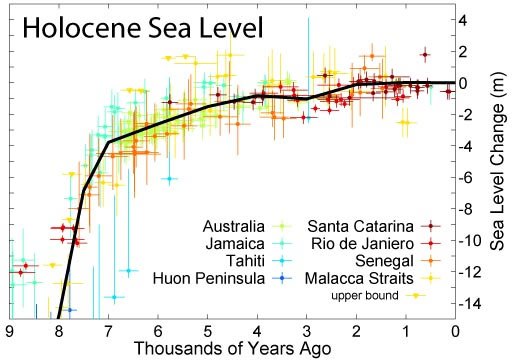 Holocene Sea Level
4
2
0
-2
-4
-6
-8
-10
-12
-14
Sea Level Change (m)
Australia
Jamaica
Tahiti
Huon Peninsula
Santa Catarina
Rio de Janiero
Senegal
Malacca Straits
upper bound
9 8 7 6 5 4 3 2 1 0
Thousands of Years Ago